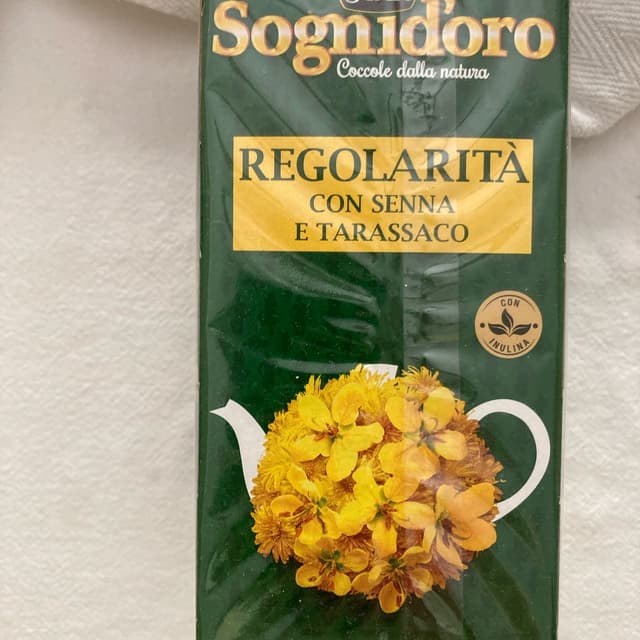 Sognid'oro
Coccole dalla natura
REGOLARITÀ
CON SENNA
E TARASSACO
CON
INULINA